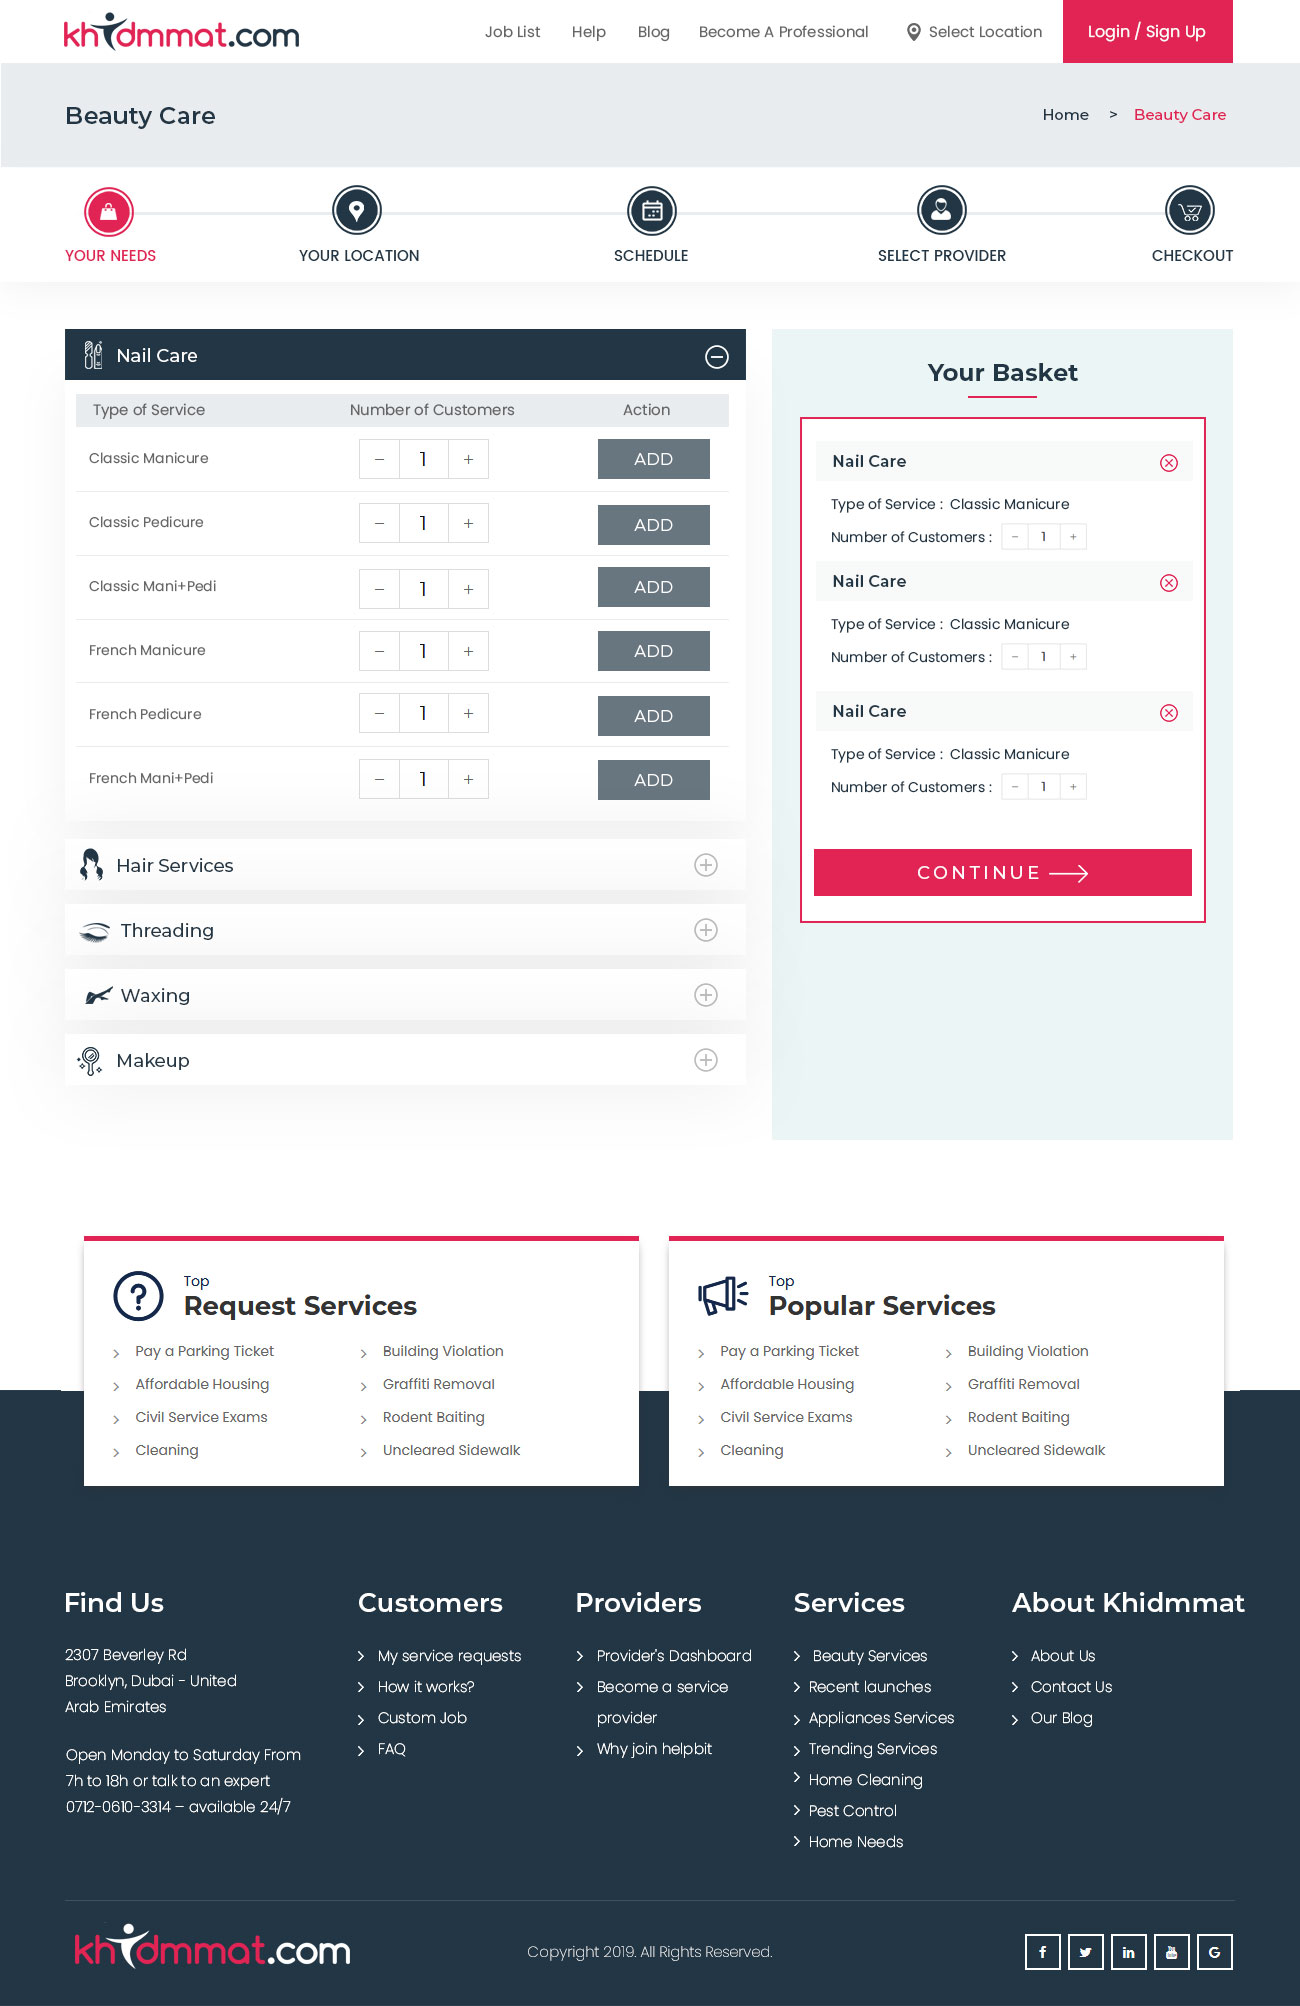 khidmmat.com
Job List Help Blog Become A Professional Select Location Login / Sign Up
Beauty Care
Home > Beauty Care
YOUR NEEDS YOUR LOCATION SCHEDULE SELECT PROVIDER CHECKOUT
Nail Care
Type of Service Number of Customers Action
Classic Manicure − 1 + ADD
Classic Pedicure − 1 + ADD
Classic Mani+Pedi − 1 + ADD
French Manicure − 1 + ADD
French Pedicure − 1 + ADD
French Mani+Pedi − 1 + ADD
Hair Services
Threading
Waxing
Makeup
Your Basket
Nail Care
Type of Service : Classic Manicure
Number of Customers : − 1 +
Nail Care
Type of Service : Classic Manicure
Number of Customers : − 1 +
Nail Care
Type of Service : Classic Manicure
Number of Customers : − 1 +
CONTINUE
Top
Request Services
Pay a Parking Ticket Building Violation
Affordable Housing Graffiti Removal
Civil Service Exams Rodent Baiting
Cleaning Uncleared Sidewalk
Top
Popular Services
Pay a Parking Ticket Building Violation
Affordable Housing Graffiti Removal
Civil Service Exams Rodent Baiting
Cleaning Uncleared Sidewalk
Find Us
2307 Beverley Rd
Brooklyn, Dubai - United
Arab Emirates
Open Monday to Saturday From
7h to 18h or talk to an expert
0712-0610-3314 – available 24/7
Customers
My service requests
How it works?
Custom Job
FAQ
Providers
Provider's Dashboard
Become a service
provider
Why join helpbit
Services
Beauty Services
Recent launches
Appliances Services
Trending Services
Home Cleaning
Pest Control
Home Needs
About Khidmmat
About Us
Contact Us
Our Blog
khidmmat.com
Copyright 2019. All Rights Reserved.